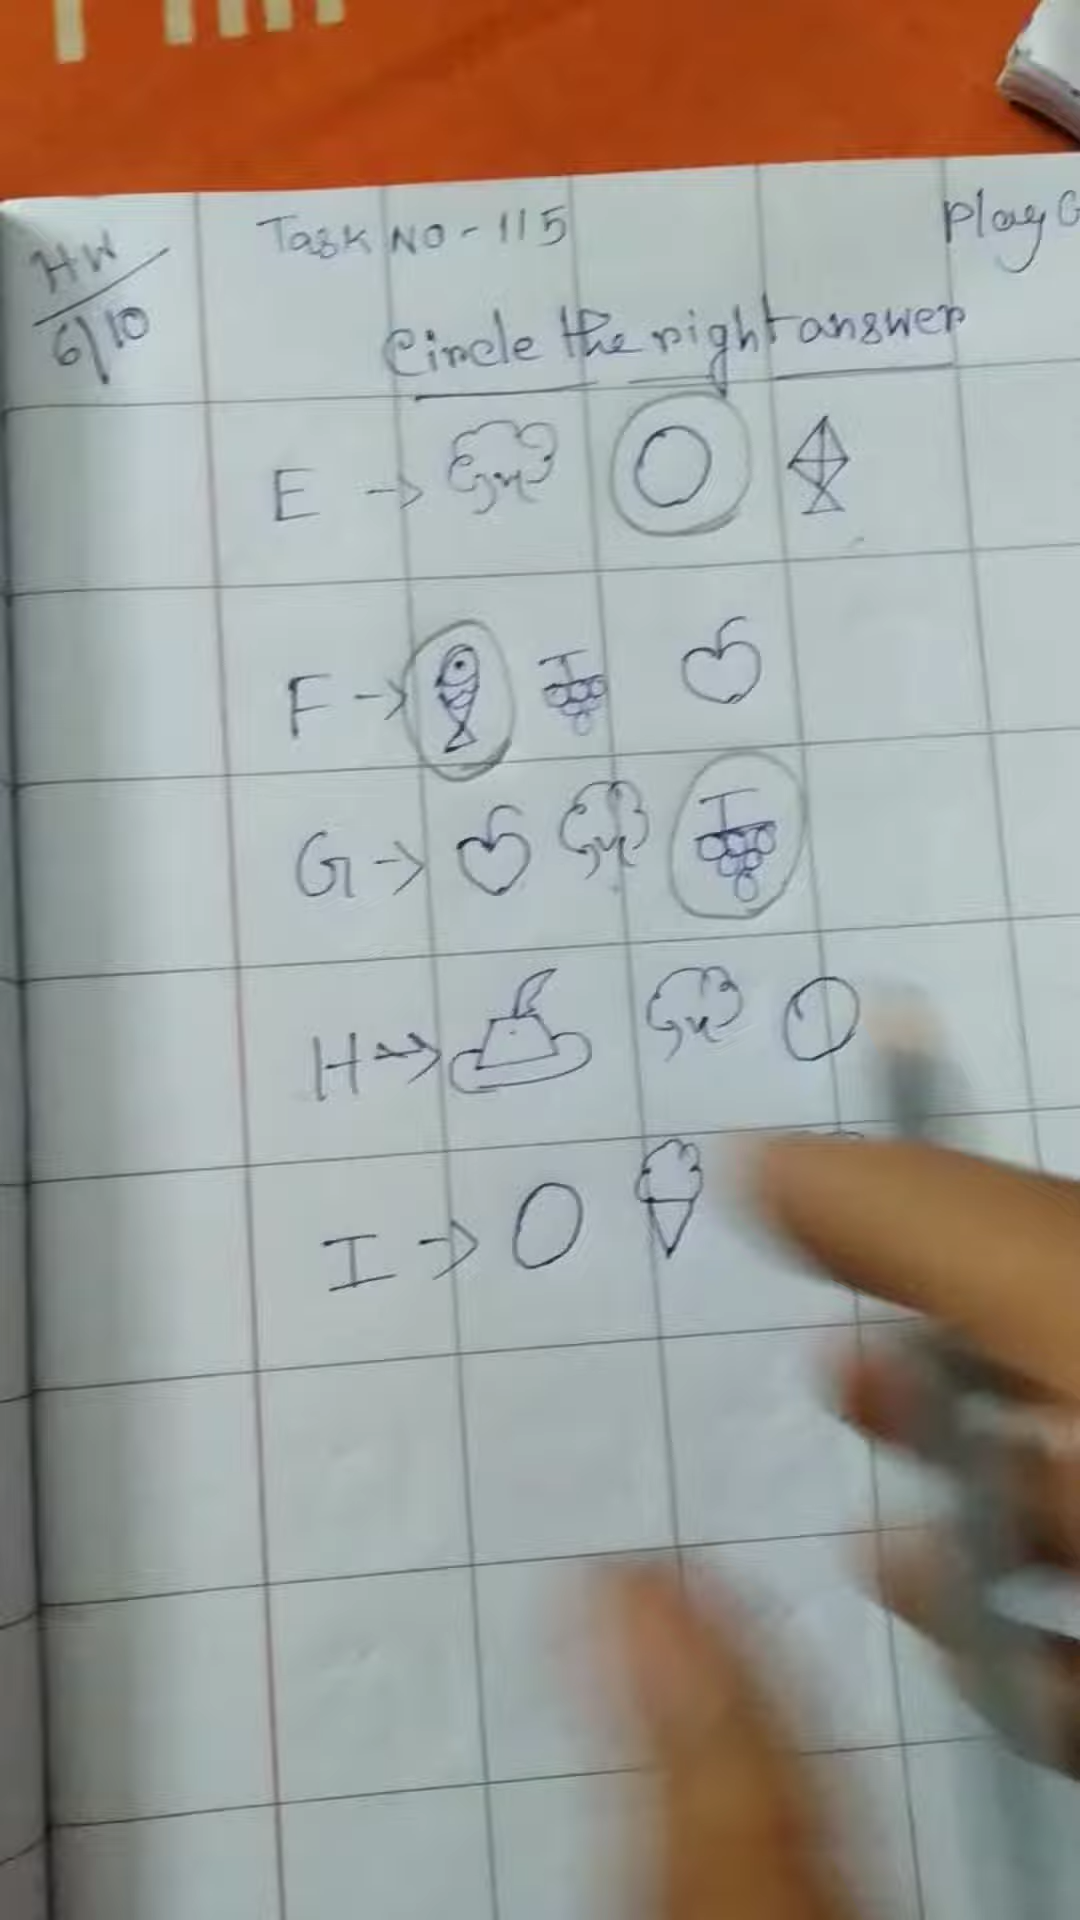 HW Task NO - 115 Play G
6/10
Circle the right answer
E →
F →
G →
H →
I →